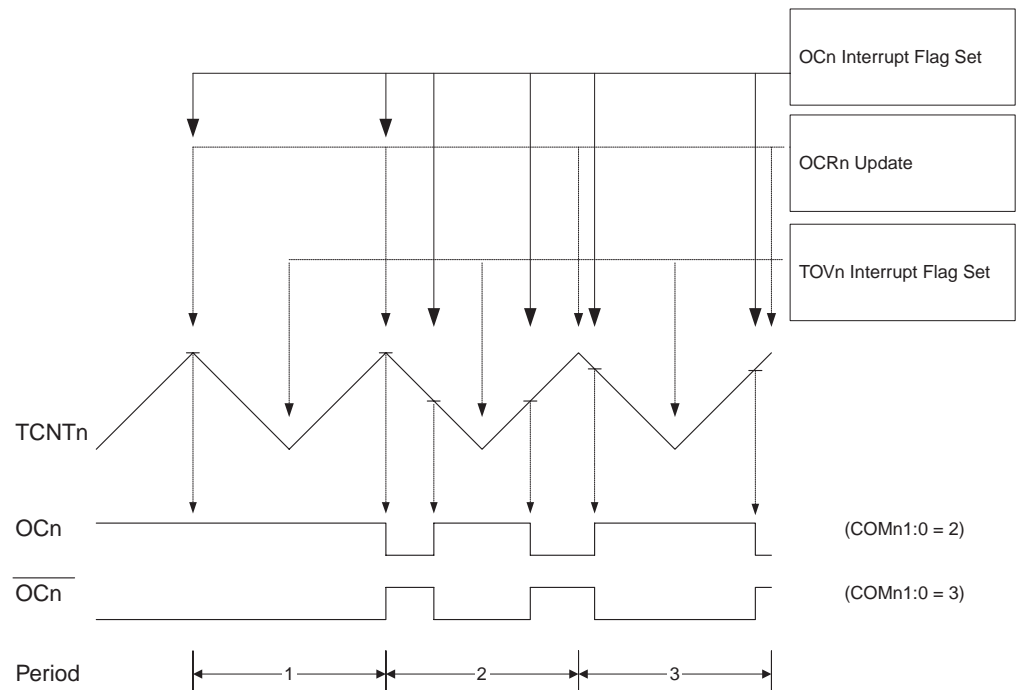 OCn Interrupt Flag Set
OCRn Update
TOVn Interrupt Flag Set
TCNTn
OCn
(COMn1:0 = 2)
OCn
(COMn1:0 = 3)
Period
1
2
3